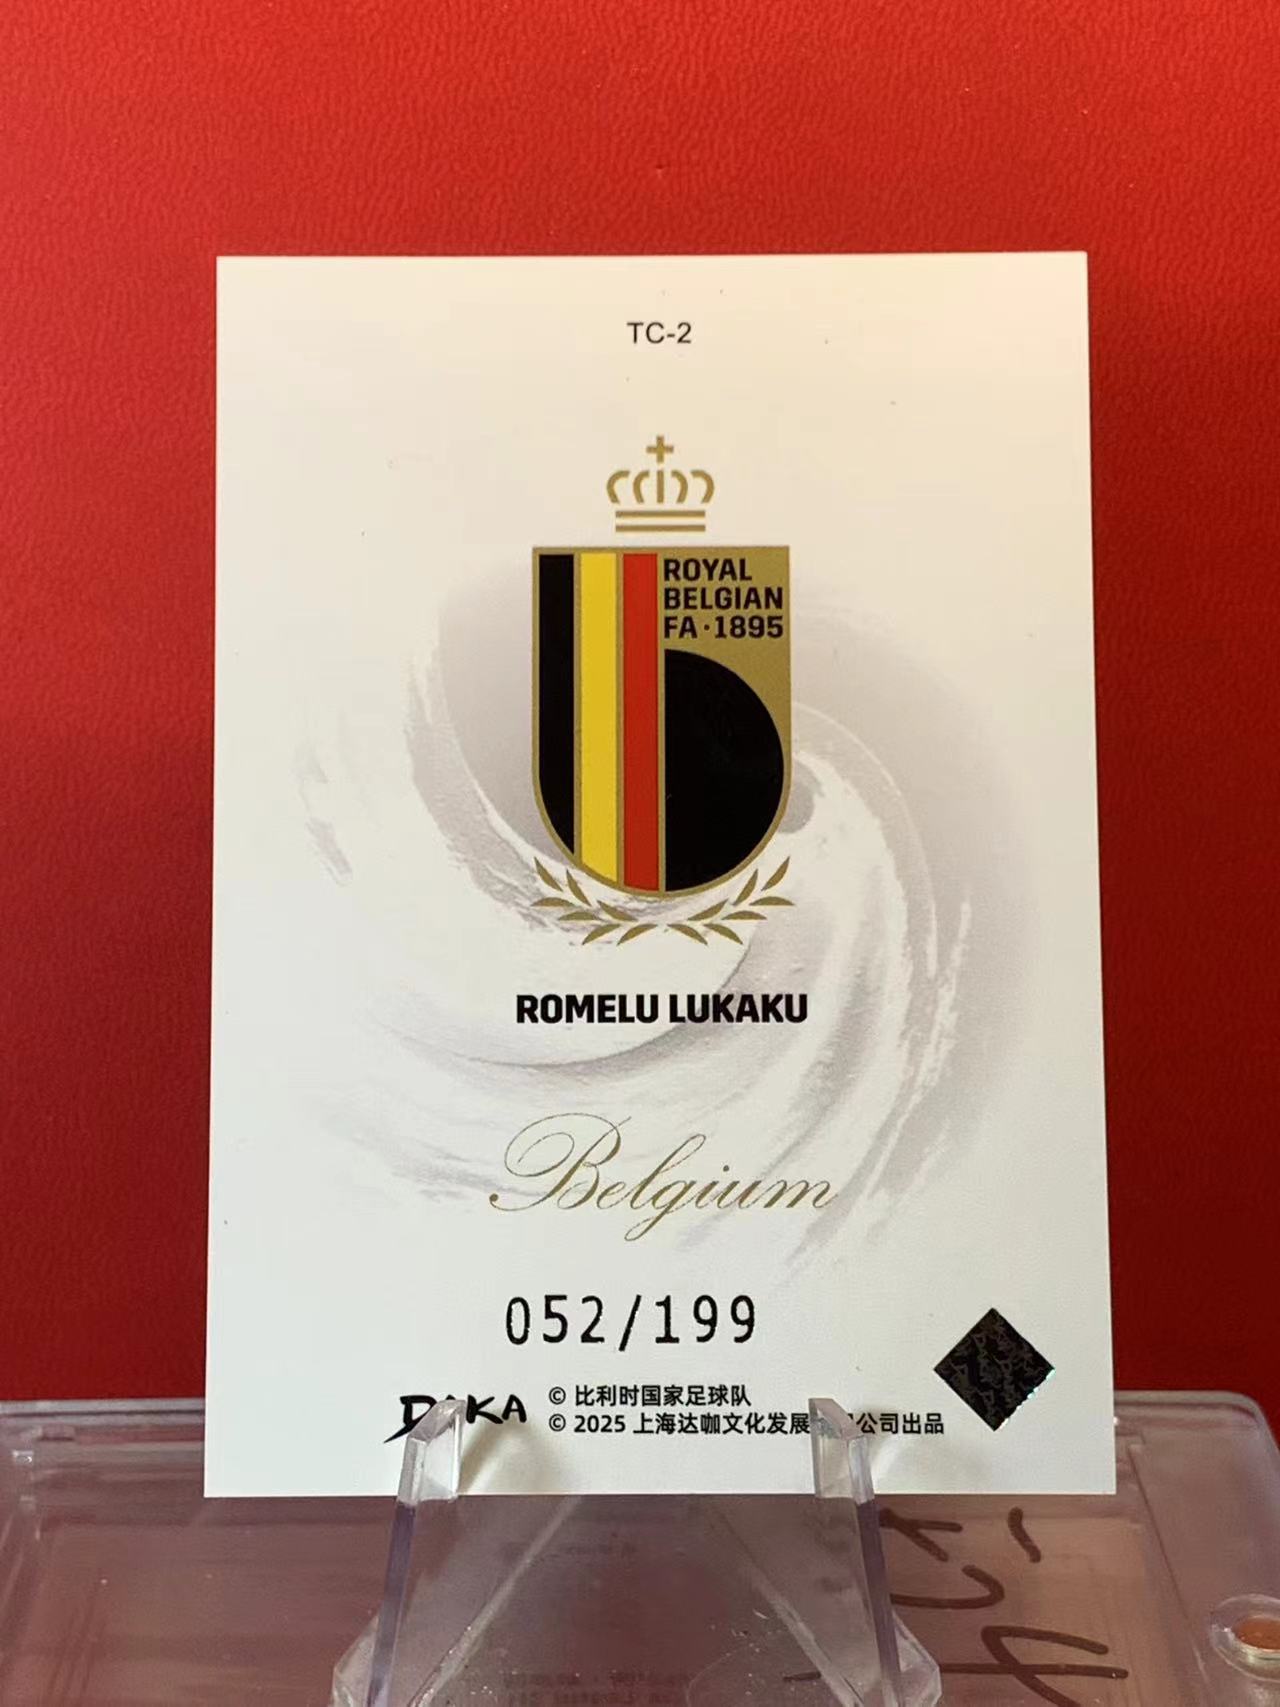 TC-2
ROYAL
BELGIAN
FA·1895
ROMELU LUKAKU
Belgium
052/199
DAKA
© 比利时国家足球队
© 2025 上海达咖文化发展 公司出品